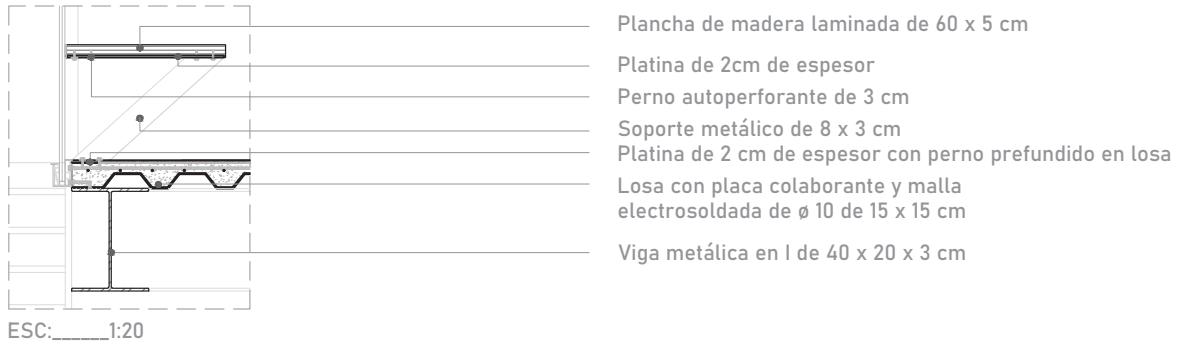 Plancha de madera laminada de 60 x 5 cm
Platina de 2cm de espesor
Perno autoperforante de 3 cm
Soporte metálico de 8 x 3 cm
Platina de 2 cm de espesor con perno prefundido en losa
Losa con placa colaborante y malla
electrosoldada de ø 10 de 15 x 15 cm
Viga metálica en I de 40 x 20 x 3 cm
ESC:______1:20